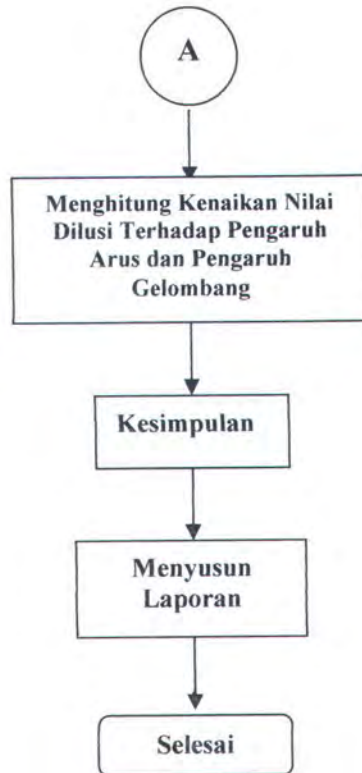 A
Menghitung Kenaikan Nilai
Dilusi Terhadap Pengaruh
Arus dan Pengaruh
Gelombang
Kesimpulan
Menyusun
Laporan
Selesai